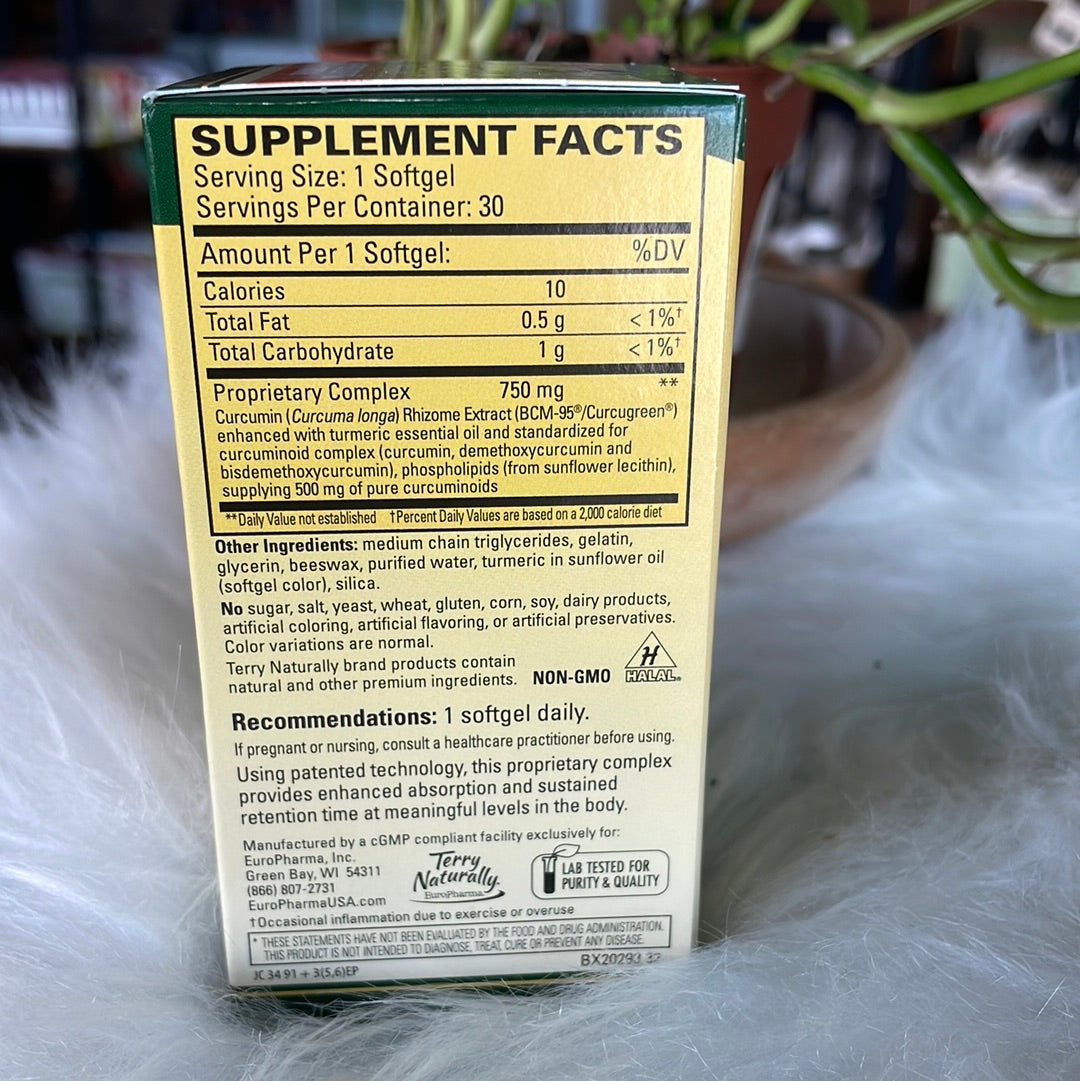 SUPPLEMENT FACTS
Serving Size: 1 Softgel
Servings Per Container: 30
Amount Per 1 Softgel: %DV
Calories 10
Total Fat 0.5 g < 1%†
Total Carbohydrate 1 g < 1%†
Proprietary Complex 750 mg **
Curcumin (Curcuma longa) Rhizome Extract (BCM-95®/Curcugreen®)
enhanced with turmeric essential oil and standardized for
curcuminoid complex (curcumin, demethoxycurcumin and
bisdemethoxycurcumin), phospholipids (from sunflower lecithin),
supplying 500 mg of pure curcuminoids
**Daily Value not established †Percent Daily Values are based on a 2,000 calorie diet
Other Ingredients: medium chain triglycerides, gelatin,
glycerin, beeswax, purified water, turmeric in sunflower oil
(softgel color), silica.
No sugar, salt, yeast, wheat, gluten, corn, soy, dairy products,
artificial coloring, artificial flavoring, or artificial preservatives.
Color variations are normal.
Terry Naturally brand products contain
natural and other premium ingredients. NON-GMO
H
HALAL®
Recommendations: 1 softgel daily.
If pregnant or nursing, consult a healthcare practitioner before using.
Using patented technology, this proprietary complex
provides enhanced absorption and sustained
retention time at meaningful levels in the body.
Manufactured by a cGMP compliant facility exclusively for:
EuroPharma, Inc.
Green Bay, WI 54311
(866) 807-2731
EuroPharmaUSA.com
Terry
Naturally®
EuroPharma
LAB TESTED FOR
PURITY & QUALITY
†Occasional inflammation due to exercise or overuse
* THESE STATEMENTS HAVE NOT BEEN EVALUATED BY THE FOOD AND DRUG ADMINISTRATION.
THIS PRODUCT IS NOT INTENDED TO DIAGNOSE, TREAT, CURE OR PREVENT ANY DISEASE.
JC 34 91 + 3(5,6)EP